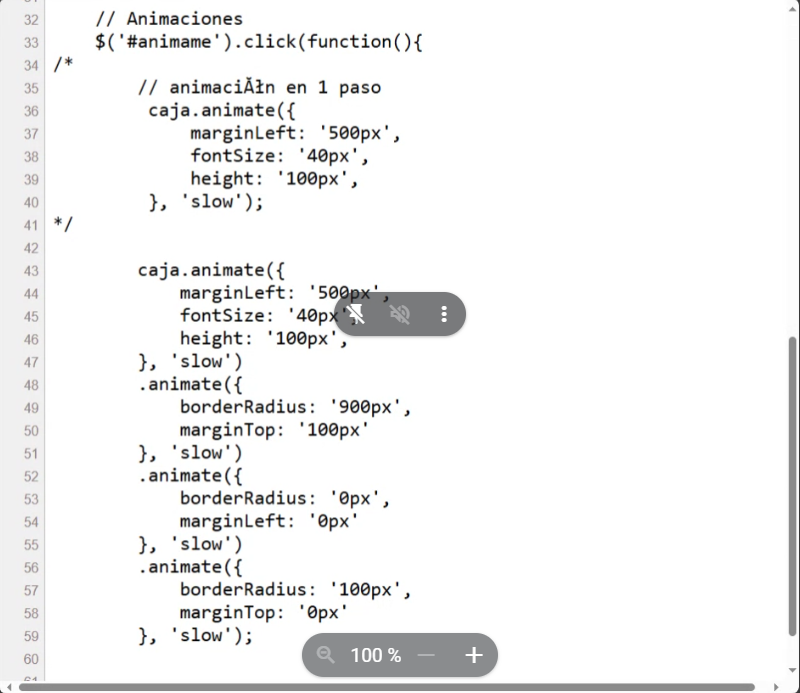 32 // Animaciones
33 $('#animame').click(function(){
34 /*
35 // animaciĂłn en 1 paso
36 caja.animate({
37 marginLeft: '500px',
38 fontSize: '40px',
39 height: '100px',
40 }, 'slow');
41 */
42
43 caja.animate({
44 marginLeft: '500px',
45 fontSize: '40px',
46 height: '100px',
47 }, 'slow')
48 .animate({
49 borderRadius: '900px',
50 marginTop: '100px'
51 }, 'slow')
52 .animate({
53 borderRadius: '0px',
54 marginLeft: '0px'
55 }, 'slow')
56 .animate({
57 borderRadius: '100px',
58 marginTop: '0px'
59 }, 'slow');
60
100 %